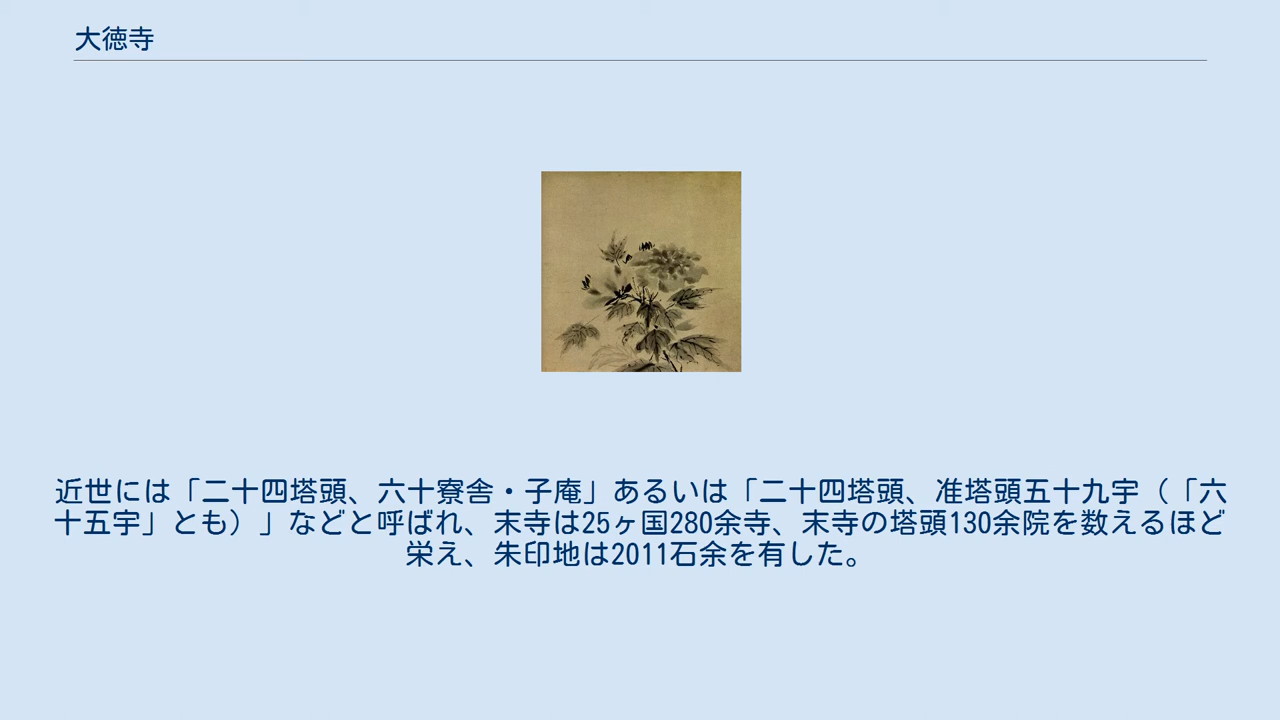 大徳寺
近世には「二十四塔頭、六十寮舎・子庵」あるいは「二十四塔頭、准塔頭五十九宇（「六
十五宇」とも）」などと呼ばれ、末寺は25ヶ国280余寺、末寺の塔頭130余院を数えるほど
栄え、朱印地は2011石余を有した。